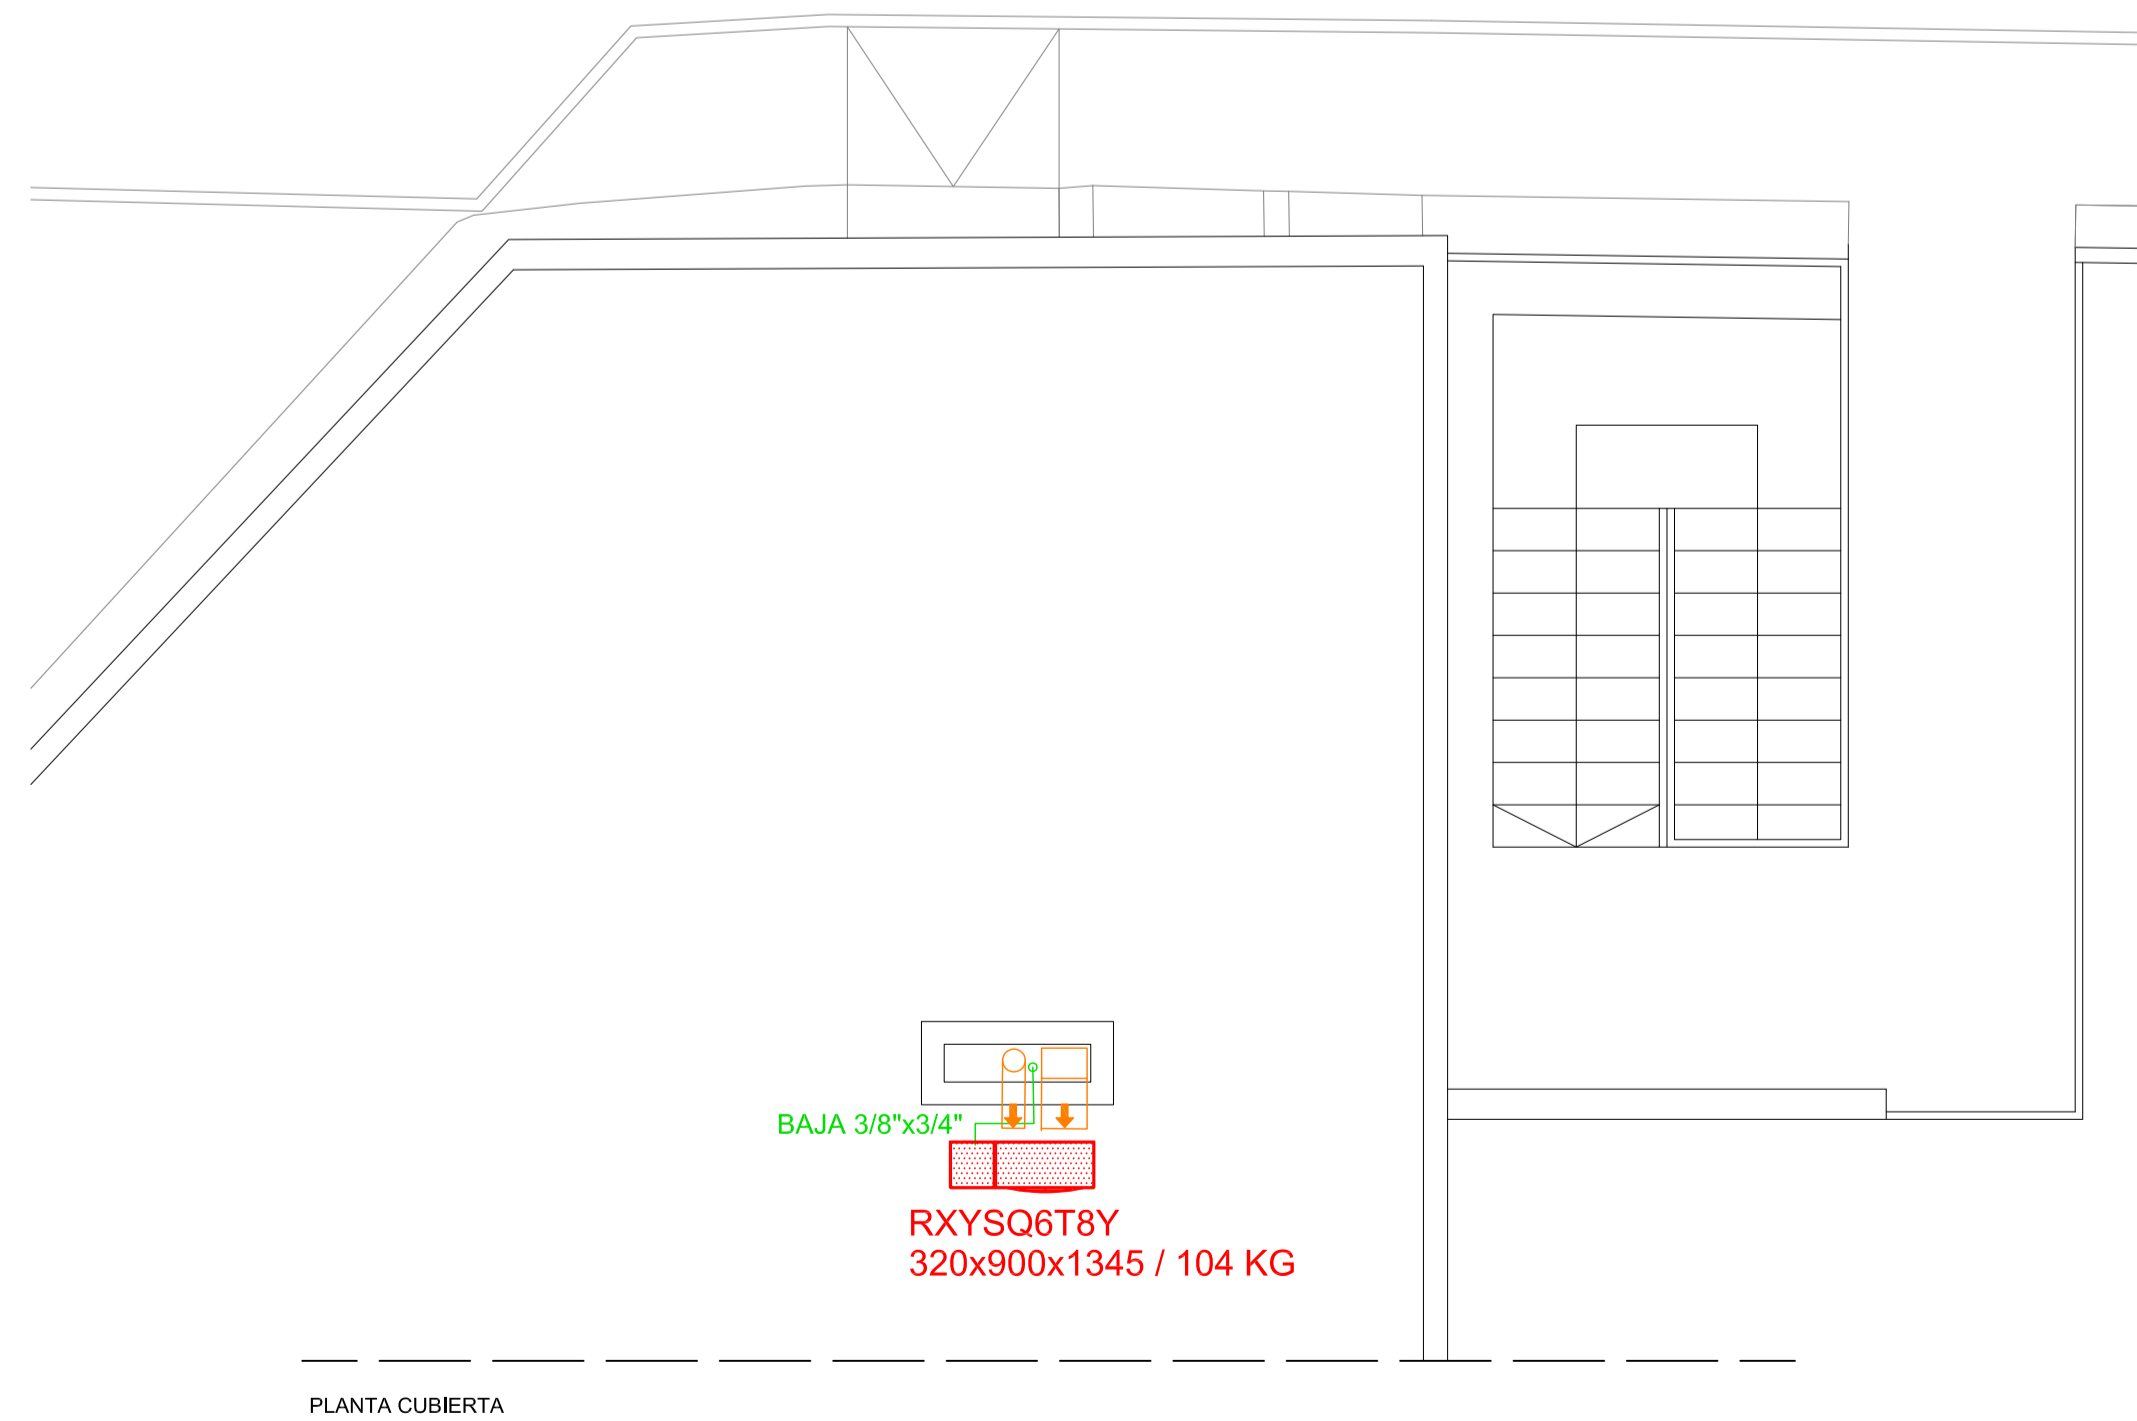 BAJA 3/8"x3/4"
RXYSQ6T8Y
320x900x1345 / 104 KG
PLANTA CUBIERTA